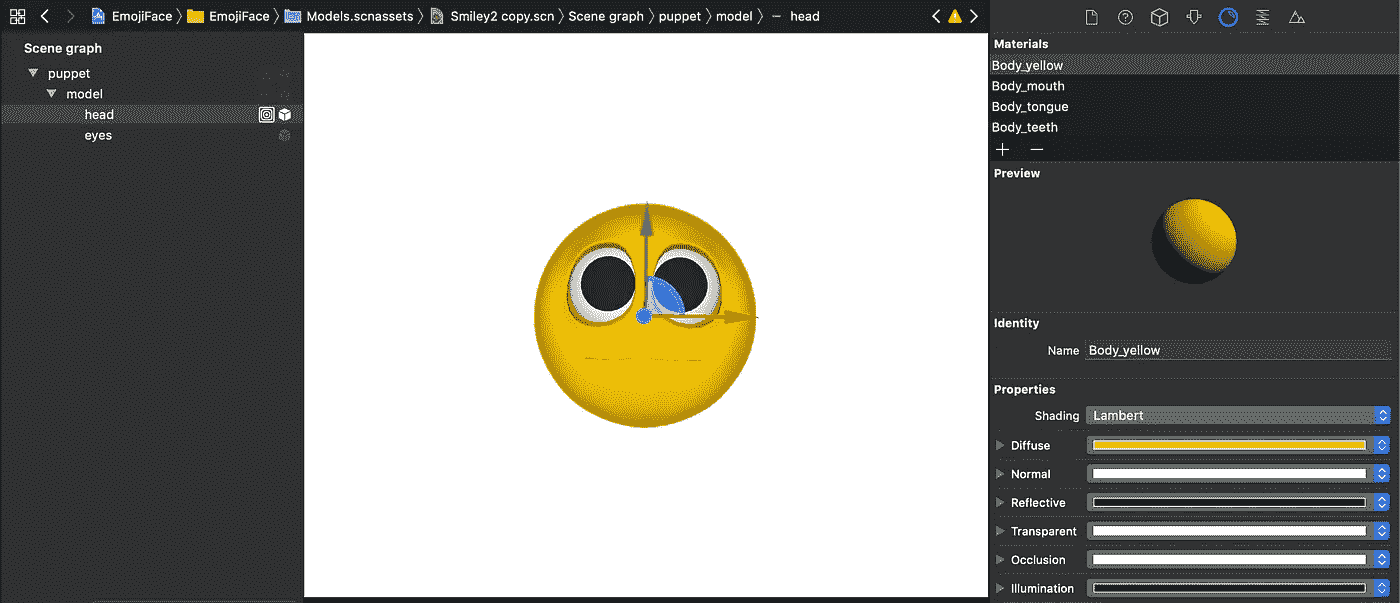 EmojiFace EmojiFace Models.scnassets Smiley2 copy.scn Scene graph puppet model head
Scene graph
puppet
model
head
eyes
Materials
Body_yellow
Body_mouth
Body_tongue
Body_teeth
Preview
Identity
Name Body_yellow
Properties
Shading Lambert
Diffuse
Normal
Reflective
Transparent
Occlusion
Illumination